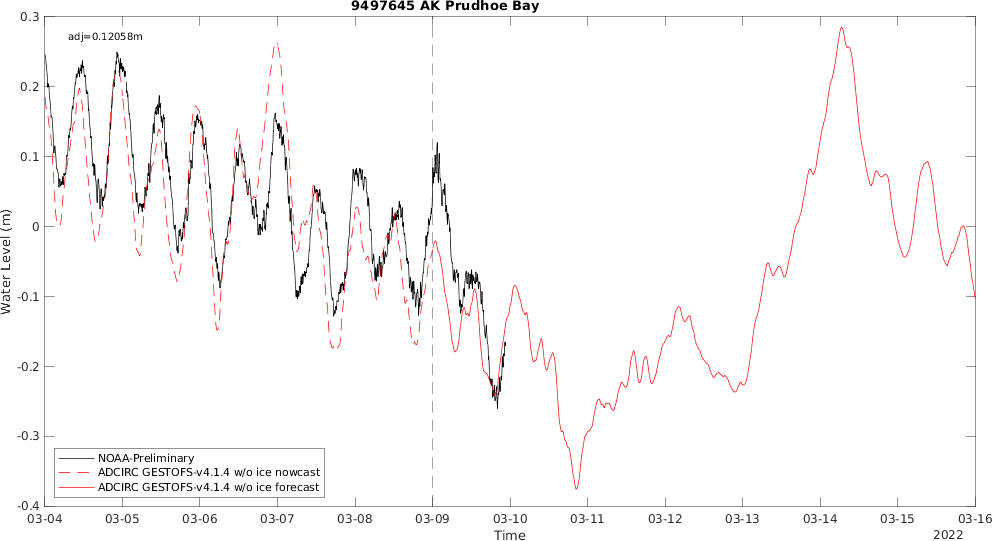 9497645 AK Prudhoe Bay
adj=0.12058m
0.3
0.2
0.1
0
-0.1
-0.2
-0.3
-0.4
Water Level (m)
NOAA-Preliminary
ADCIRC GESTOFS-v4.1.4 w/o ice nowcast
ADCIRC GESTOFS-v4.1.4 w/o ice forecast
03-04 03-05 03-06 03-07 03-08 03-09 03-10 03-11 03-12 03-13 03-14 03-15 03-16
Time
2022